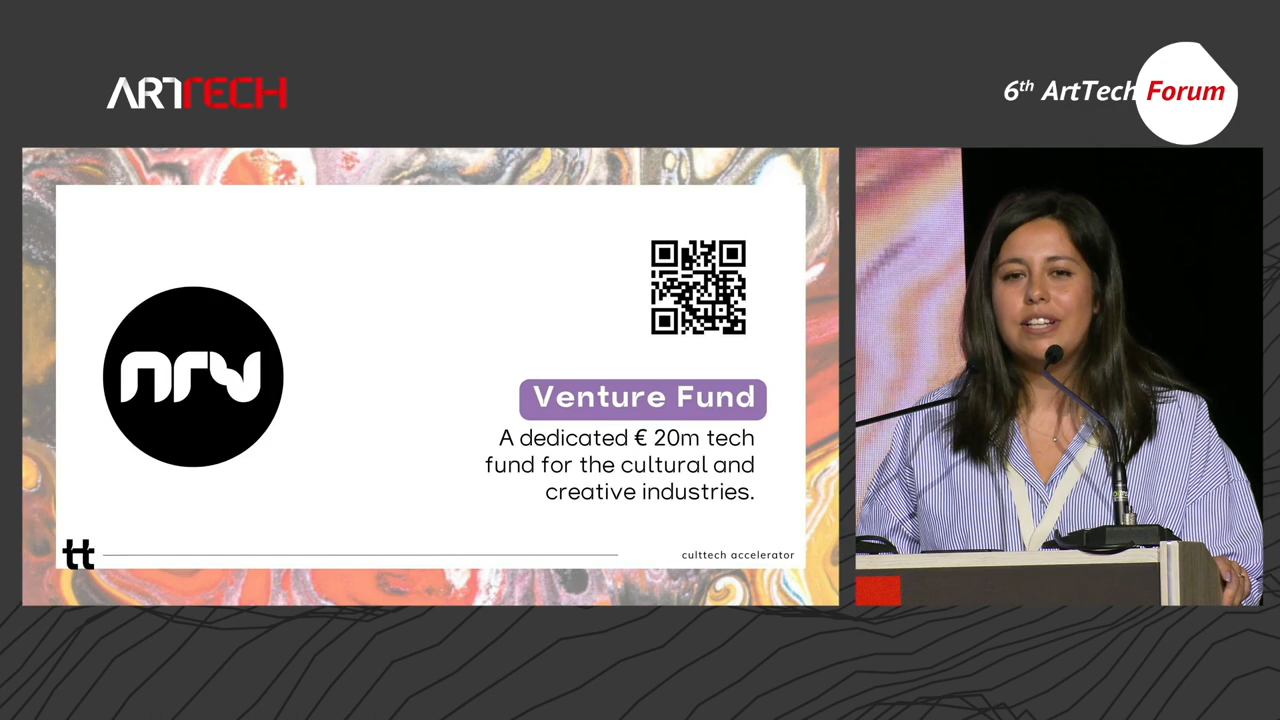 ARTTECH
6th ArtTech Forum
nrv
Venture Fund
A dedicated € 20m tech
fund for the cultural and
creative industries.
tt
culttech accelerator